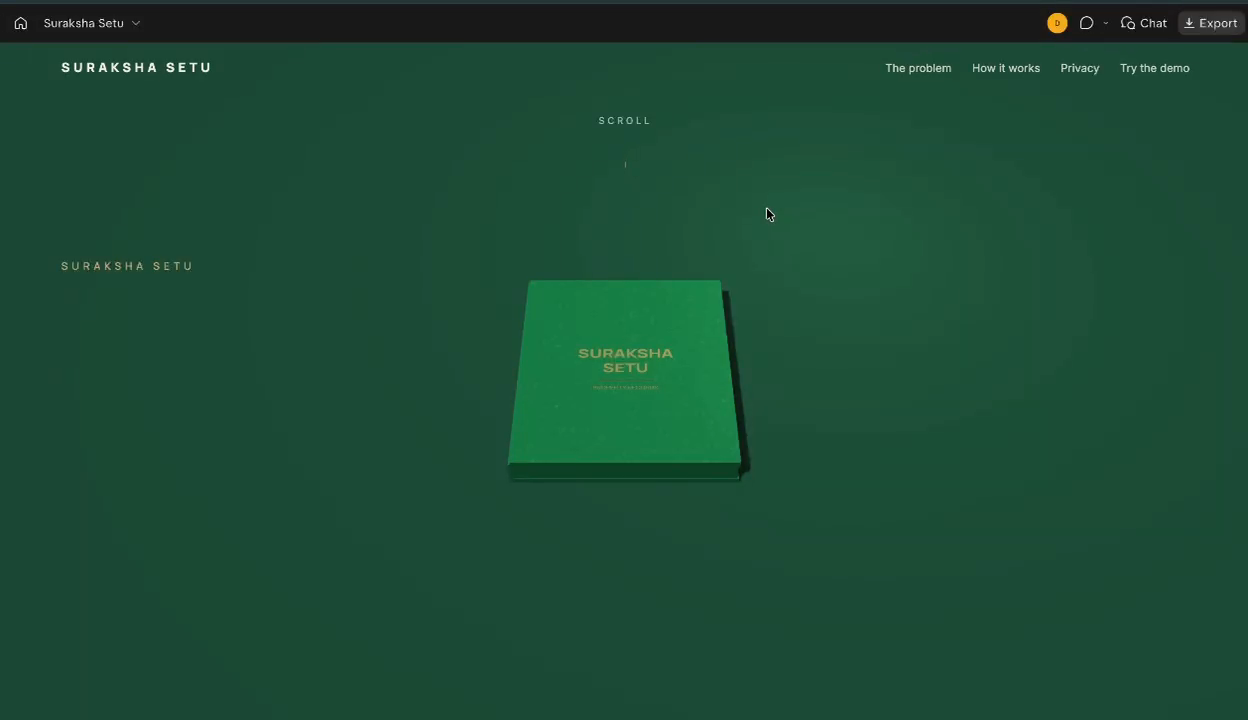 Suraksha Setu
D
Chat
Export
SURAKSHA SETU
The problem
How it works
Privacy
Try the demo
SCROLL
SURAKSHA SETU
SURAKSHA
SETU